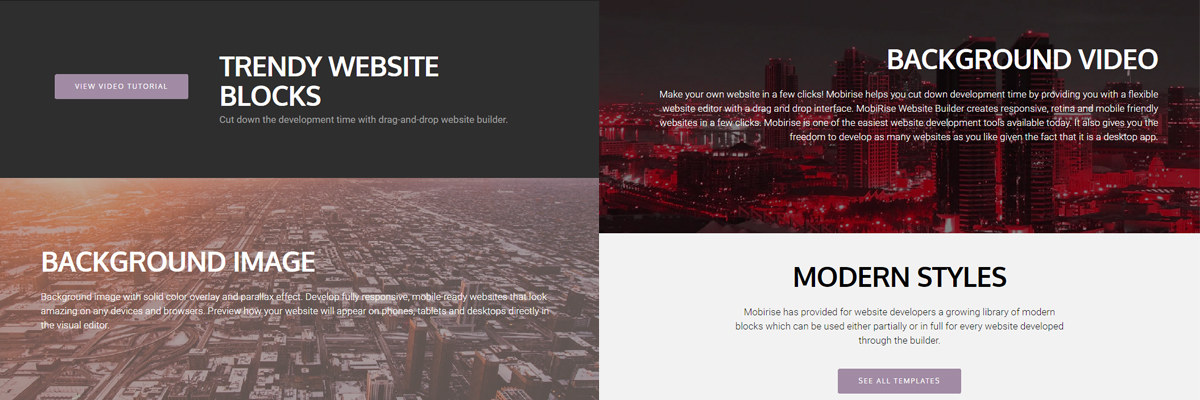 VIEW VIDEO TUTORIAL
TRENDY WEBSITE
BLOCKS
Cut down the development time with drag-and-drop website builder.
BACKGROUND IMAGE
Background image with solid color overlay and parallax effect. Develop fully responsive, mobile-ready websites that look
amazing on any devices and browsers. Preview how your website will appear on phones, tablets and desktops directly in
the visual editor.
BACKGROUND VIDEO
Make your own website in a few clicks! Mobirise helps you cut down development time by providing you with a flexible
website editor with a drag and drop interface. MobiRise Website Builder creates responsive, retina and mobile friendly
websites in a few clicks. Mobirise is one of the easiest website development tools available today. It also gives you the
freedom to develop as many websites as you like given the fact that it is a desktop app.
MODERN STYLES
Mobirise has provided for website developers a growing library of modern
blocks which can be used either partially or in full for every website developed
through the builder.
SEE ALL TEMPLATES